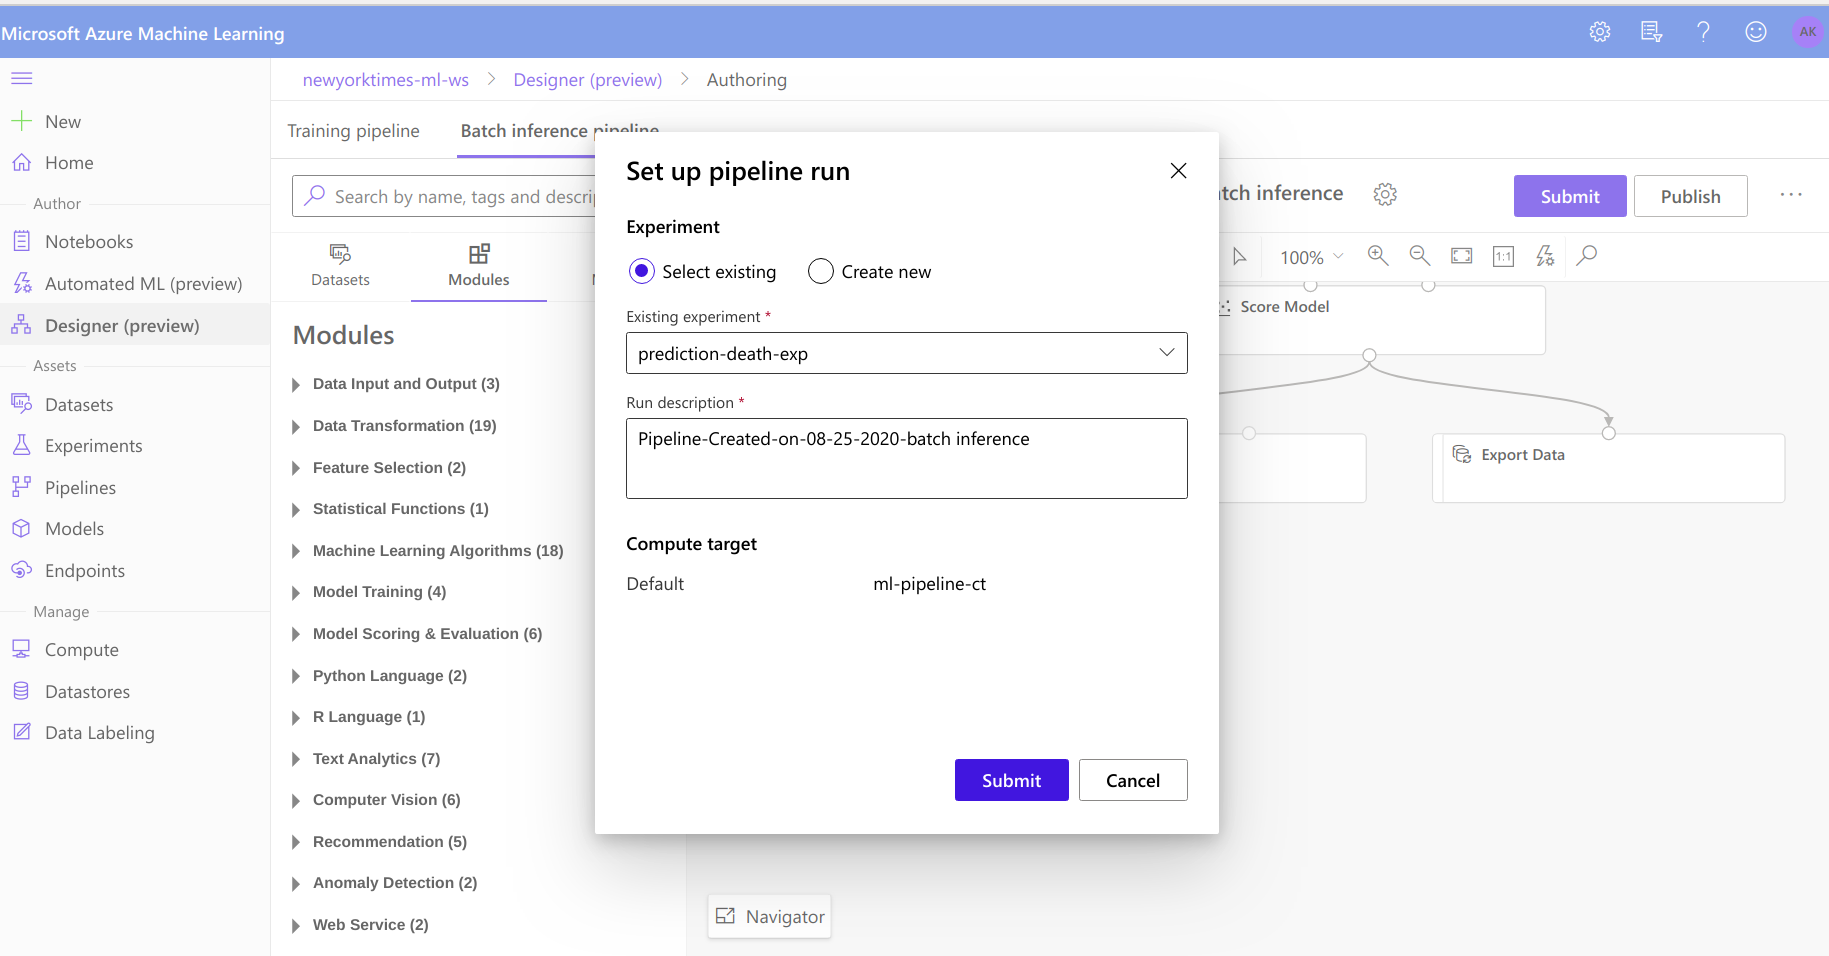 Microsoft Azure Machine Learning
AK
newyorktimes-ml-ws > Designer (preview) > Authoring
New
Home
Author
Notebooks
Automated ML (preview)
Designer (preview)
Assets
Datasets
Experiments
Pipelines
Models
Endpoints
Manage
Compute
Datastores
Data Labeling
Training pipeline
Batch inference pipeline
Search by name, tags and descri
Datasets
Modules
Modules
Data Input and Output (3)
Data Transformation (19)
Feature Selection (2)
Statistical Functions (1)
Machine Learning Algorithms (18)
Model Training (4)
Model Scoring & Evaluation (6)
Python Language (2)
R Language (1)
Text Analytics (7)
Computer Vision (6)
Recommendation (5)
Anomaly Detection (2)
Web Service (2)
Set up pipeline run
Experiment
Select existing
Create new
Existing experiment *
prediction-death-exp
Run description *
Pipeline-Created-on-08-25-2020-batch inference
Compute target
Default
ml-pipeline-ct
Submit
Cancel
tch inference
Submit
Publish
...
100%
1:1
Score Model
Export Data
Navigator